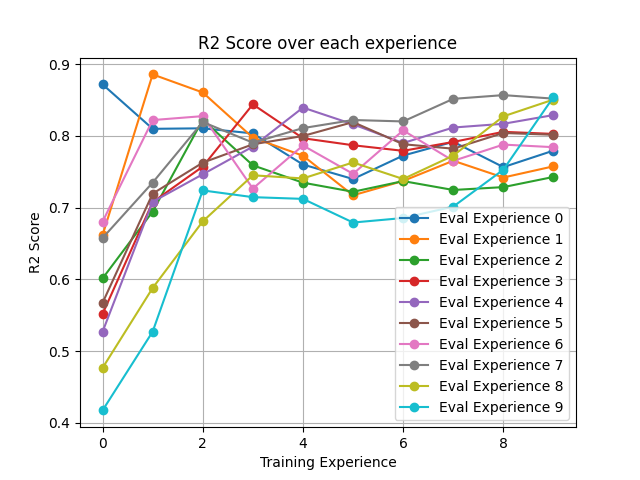 R2 Score over each experience
R2 Score
0.9
0.8
0.7
0.6
0.5
0.4
0 2 4 6 8
Training Experience
Eval Experience 0
Eval Experience 1
Eval Experience 2
Eval Experience 3
Eval Experience 4
Eval Experience 5
Eval Experience 6
Eval Experience 7
Eval Experience 8
Eval Experience 9